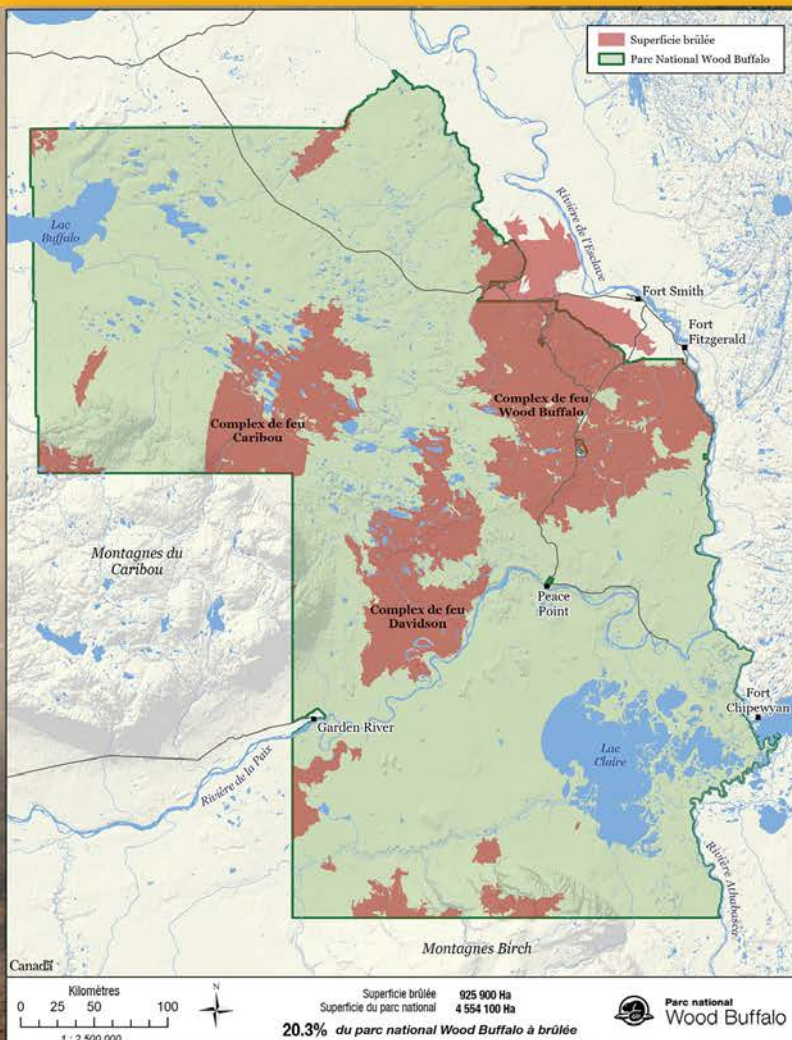 Superficie brûlée
Parc National Wood Buffalo
Lac
Buffalo
Rivière de l'Esclave
Fort Smith
Fort
Fitzgerald
Complex de feu
Caribou
Complex de feu
Wood Buffalo
Montagnes du
Caribou
Complex de feu
Davidson
Peace
Point
Fort
Chipewyan
Garden River
Lac
Claire
Rivière de la Paix
Rivière Athabasca
Montagnes Birch
Canada
Kilomètres
0 25 50 100
1 : 2 500 000
N
Superficie brûlée 925 900 Ha
Superficie du parc national 4 554 100 Ha
20.3% du parc national Wood Buffalo à brûlée
Parc national
Wood Buffalo